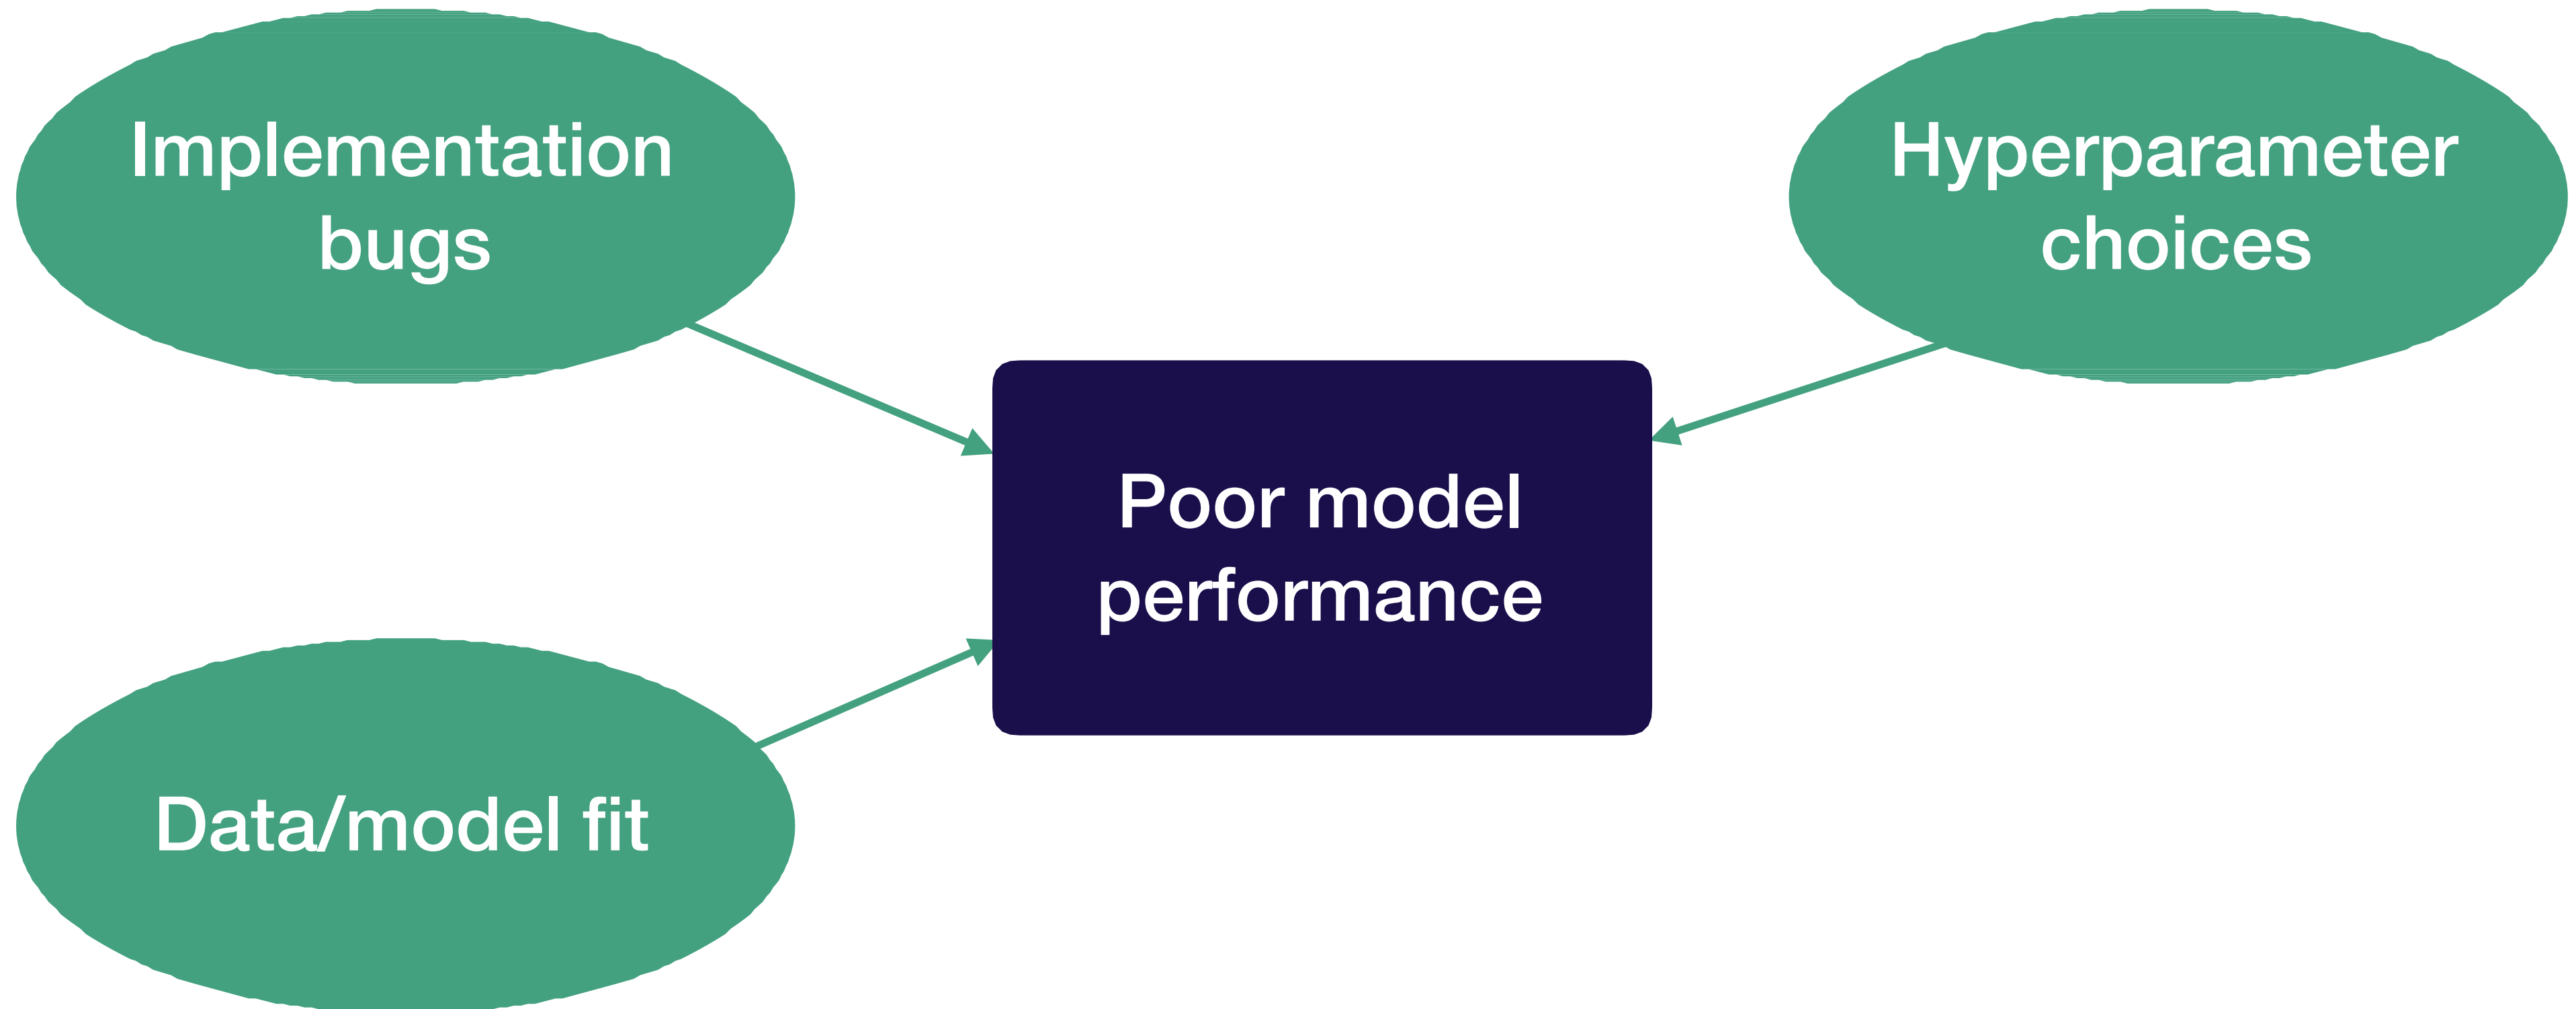 Implementation
bugs
Hyperparameter
choices
Poor model
performance
Data/model fit